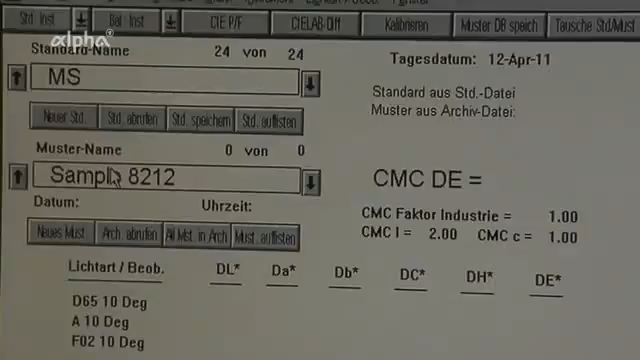 Std. Inst Bat. Inst CIE P/F CIELAB-Diff Kalibrieren Muster DB speich Tausche Std/Must
alpha
Standard-Name 24 von 24 Tagesdatum: 12-Apr-11
MS
Standard aus Std.-Datei
Muster aus Archiv-Datei:
Neuer Std. Std. abrufen Std. speichern Std. auflisten
Muster-Name 0 von 0
Sample 8212
CMC DE =
Datum: Uhrzeit:
CMC Faktor Industrie = 1.00
CMC l = 2.00 CMC c = 1.00
Neues Must. Arch. abrufen All Mst. in Arch Must. auflisten
Lichtart / Beob. DL* Da* Db* DC* DH* DE*
D65 10 Deg
A 10 Deg
F02 10 Deg